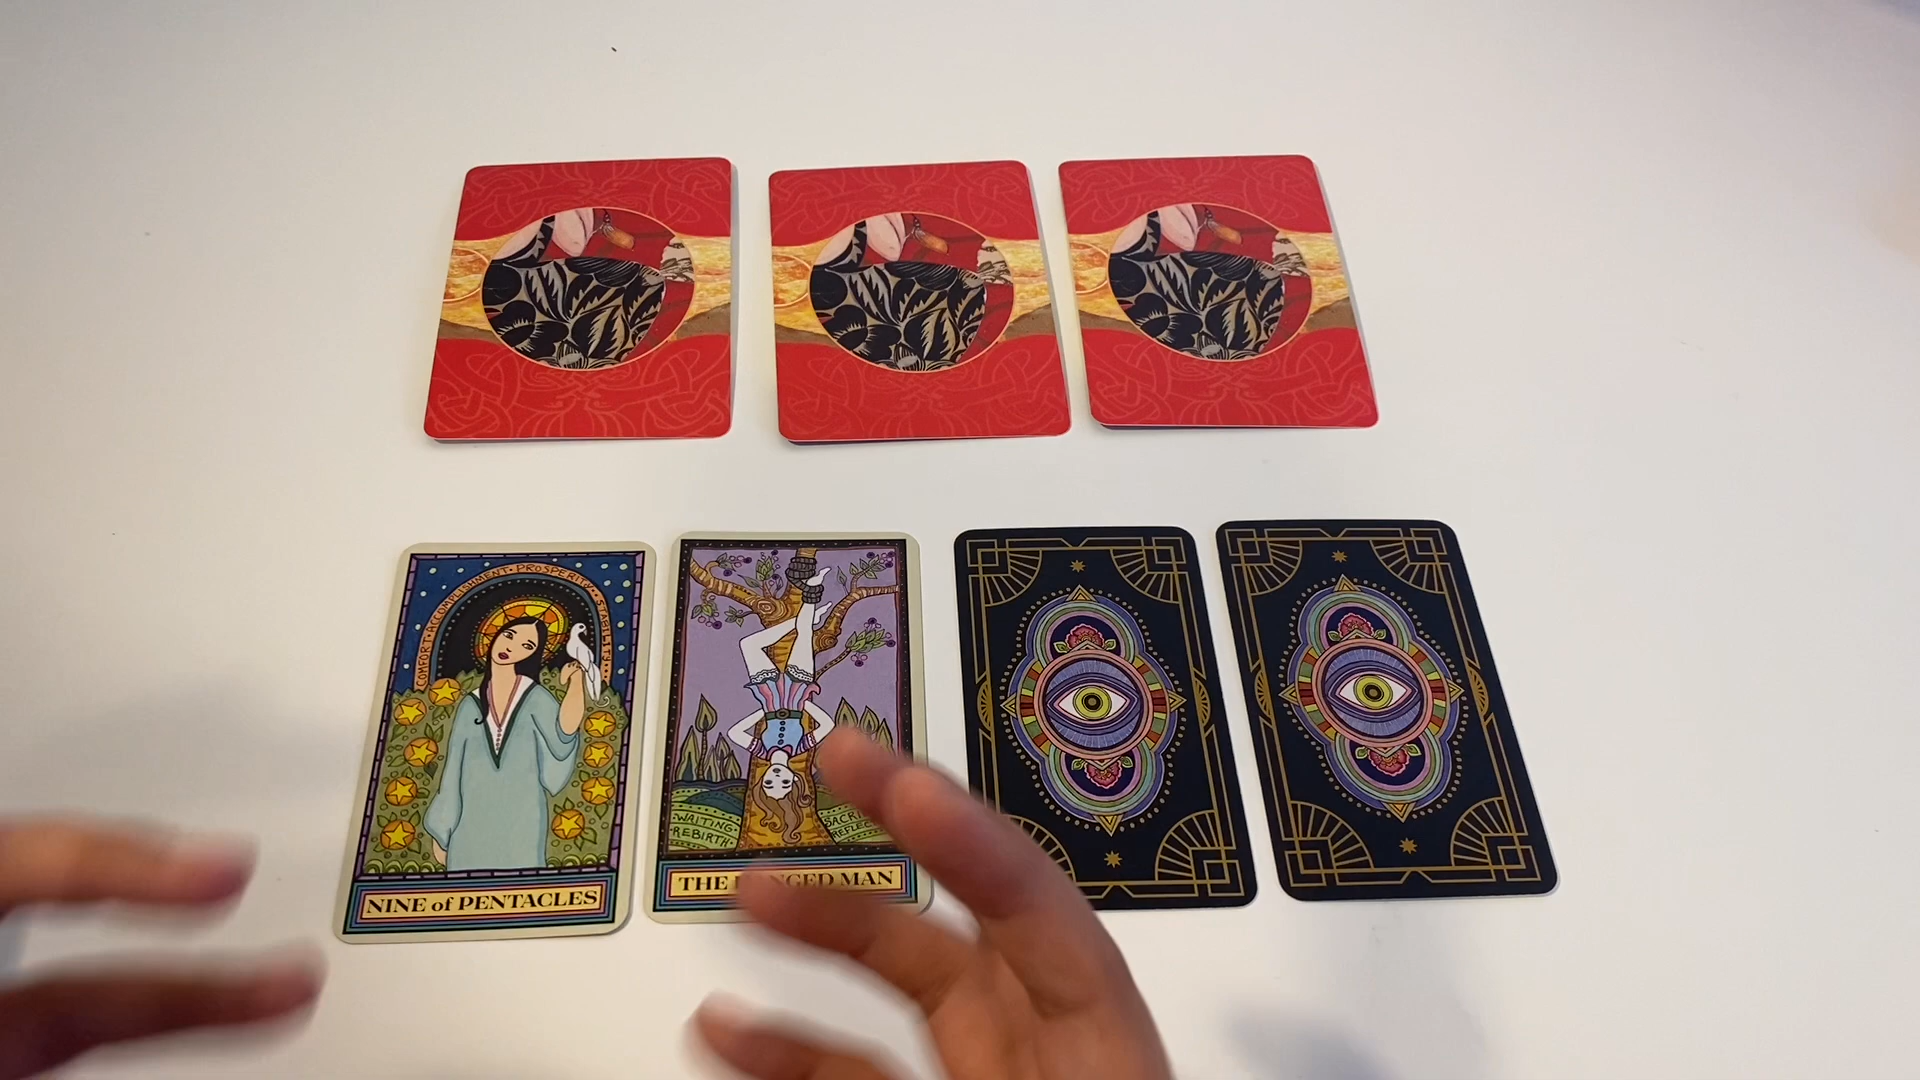 COMFORT • ACCOMPLISHMENT • PROSPERITY • STABILITY
WAITING
REBIRTH
NINE of PENTACLES
THE MAN